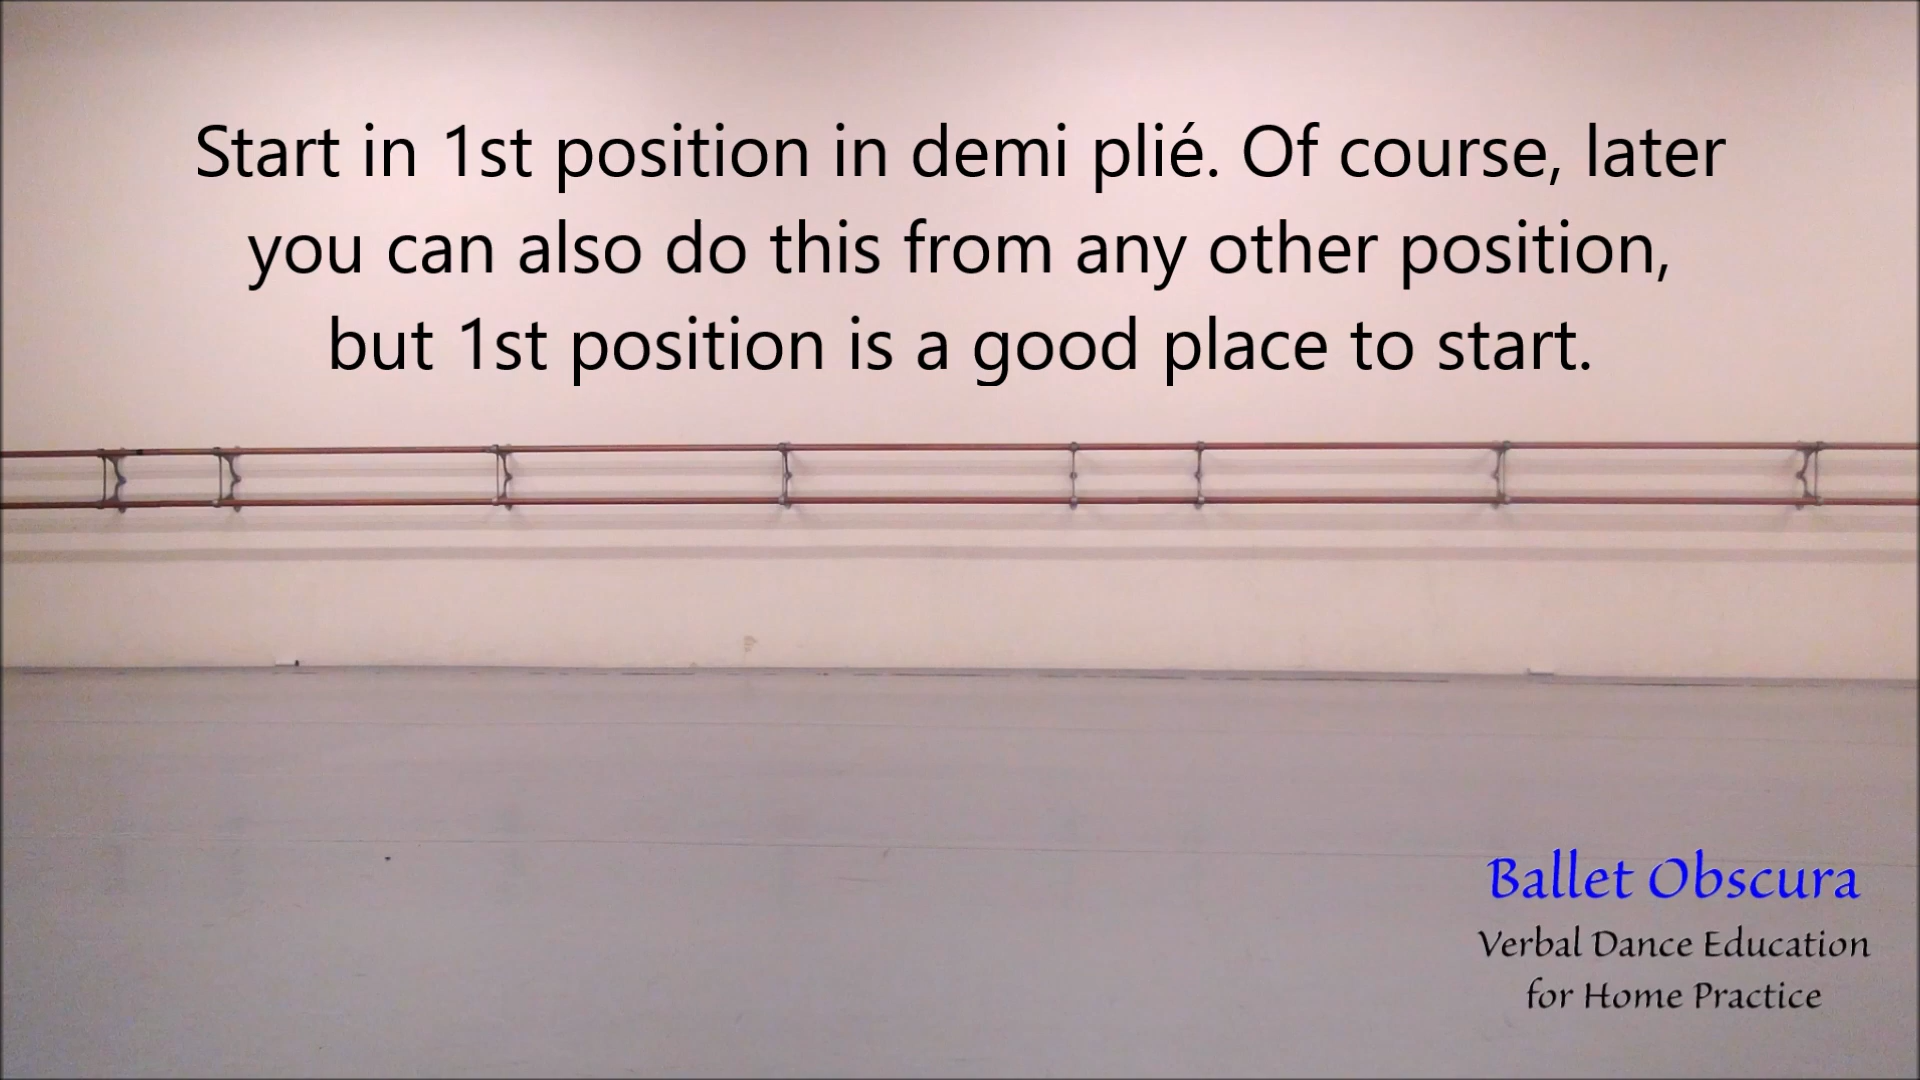 Start in 1st position in demi plié. Of course, later
you can also do this from any other position,
but 1st position is a good place to start.
Ballet Obscura
Verbal Dance Education
for Home Practice